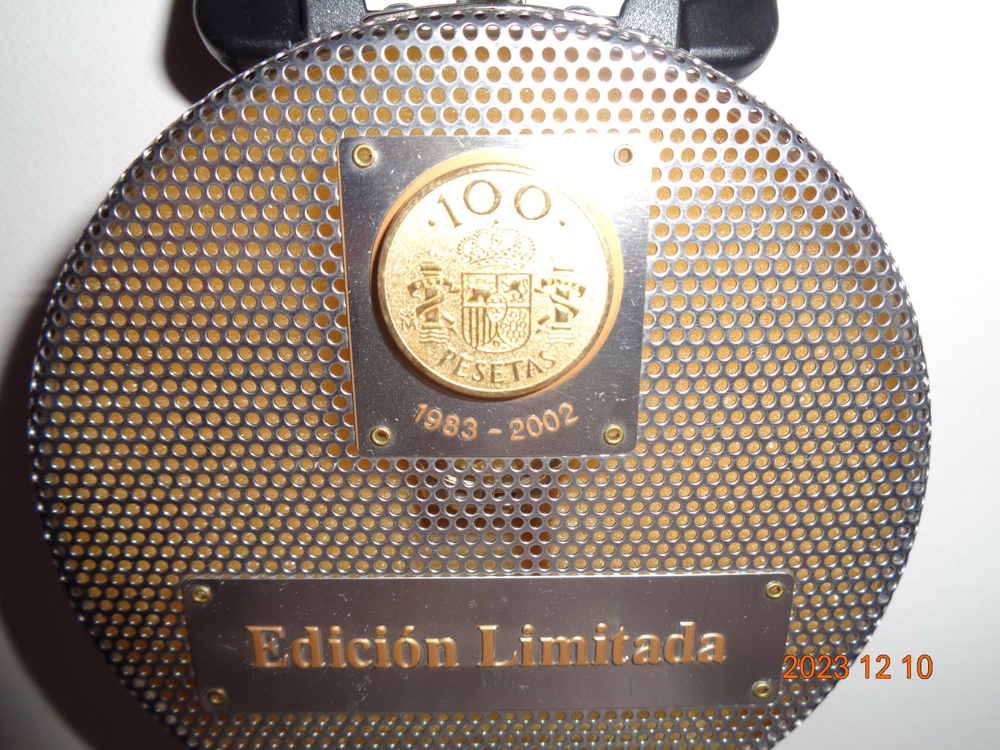 ·100·
PESETAS
1983 - 2002
Edición Limitada
2023 12 10